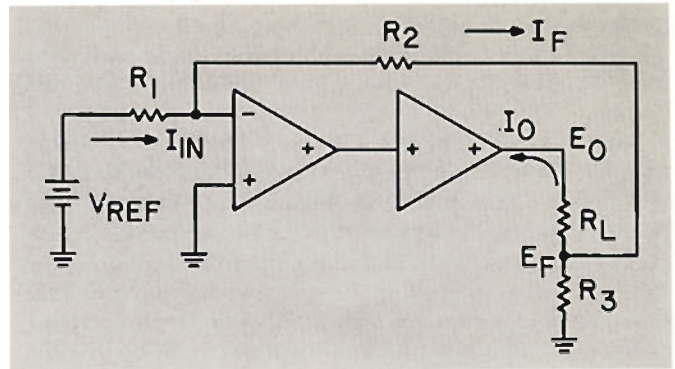 R2
IF
R1
IIN
-
+
+
+
+
IO
EO
VREF
RL
EF
R3